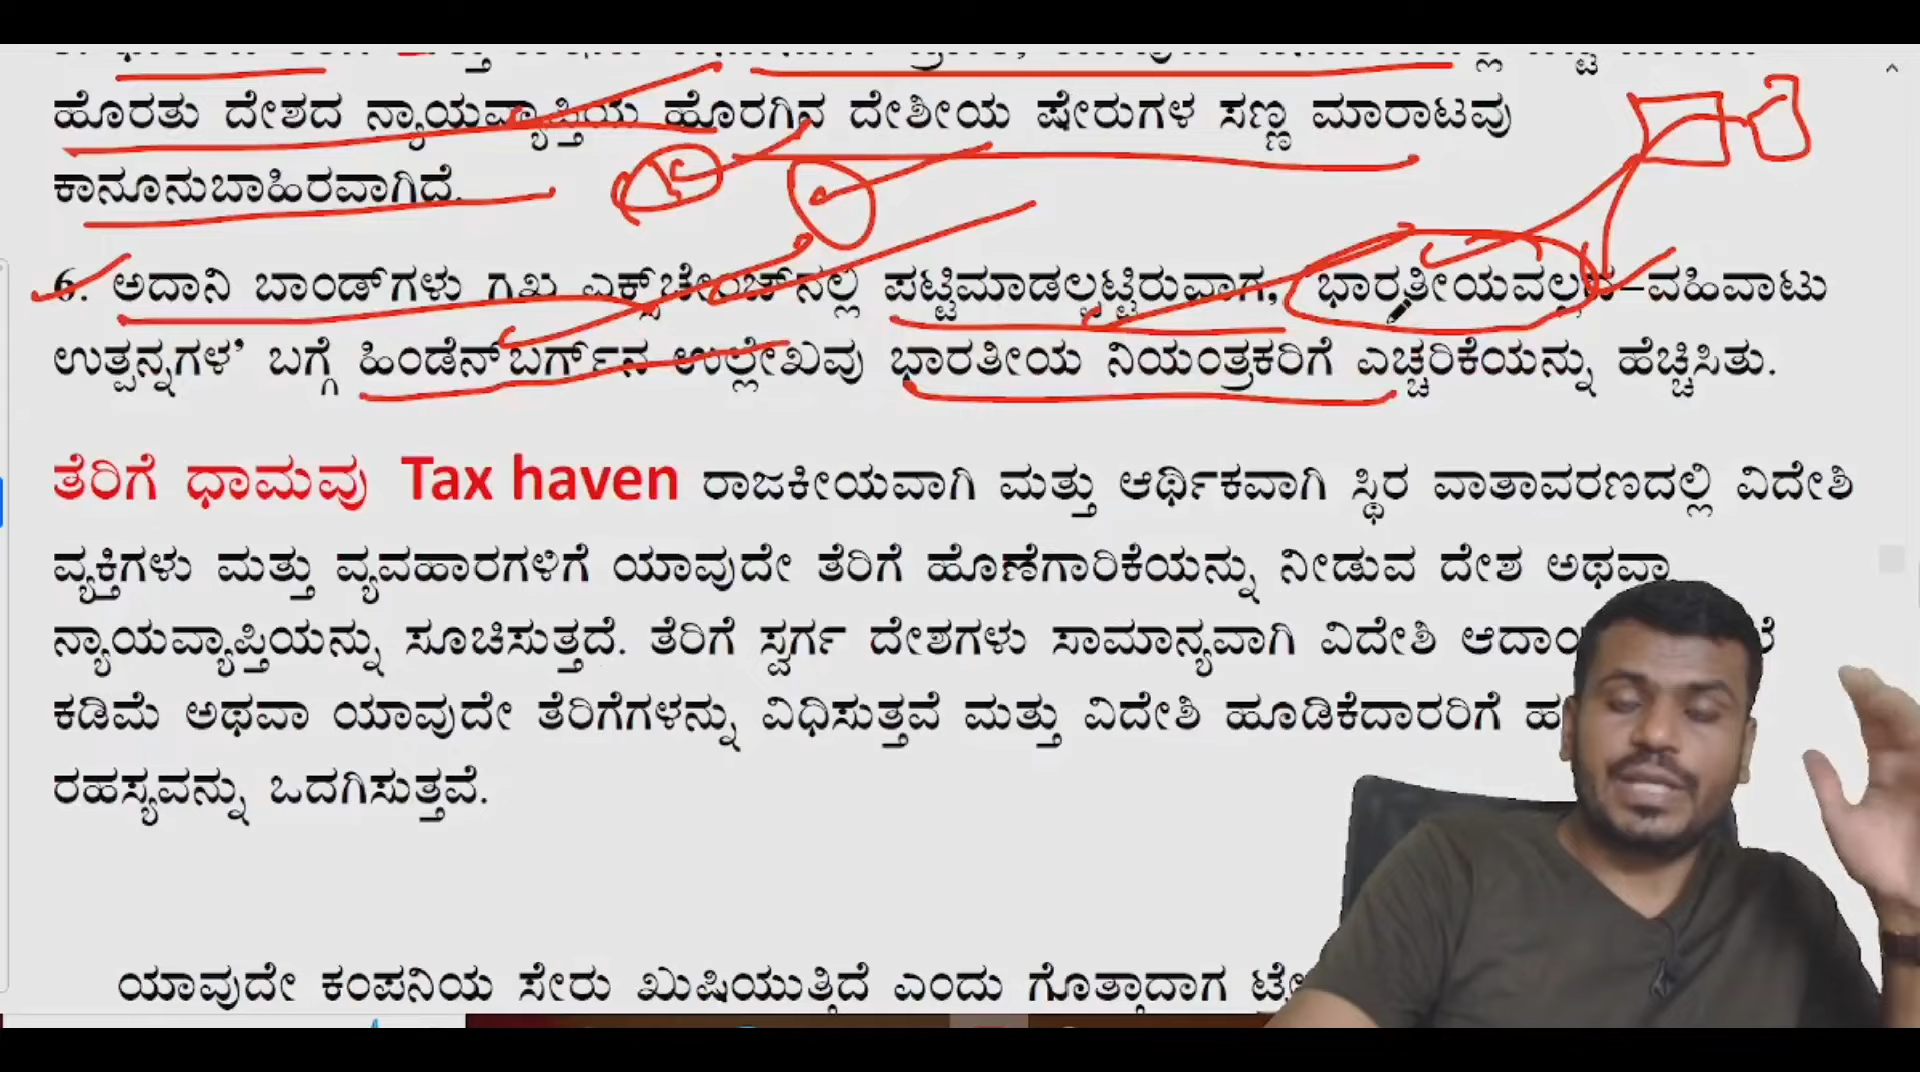 ಹೊರತು ದೇಶದ ನ್ಯಾಯವ್ಯಾಪ್ತಿಯ ಹೊರಗಿನ ದೇಶೀಯ ಷೇರುಗಳ ಸಣ್ಣ ಮಾರಾಟವು
ಕಾನೂನುಬಾಹಿರವಾಗಿದೆ.
6. ಅದಾನಿ ಬಾಂಡ್‌ಗಳು ಎಕ್ಸ್‌ಚೇಂಜ್‌ನಲ್ಲಿ ಪಟ್ಟಿಮಾಡಲ್ಪಟ್ಟಿರುವಾಗ, ಭಾರತೀಯವಲ್ಲದ–ವಹಿವಾಟು
ಉತ್ಪನ್ನಗಳ' ಬಗ್ಗೆ ಹಿಂಡೆನ್‌ಬರ್ಗ್‌ನ ಉಲ್ಲೇಖವು ಭಾರತೀಯ ನಿಯಂತ್ರಕರಿಗೆ ಎಚ್ಚರಿಕೆಯನ್ನು ಹೆಚ್ಚಿಸಿತು.
ತೆರಿಗೆ ಧಾಮವು Tax haven ರಾಜಕೀಯವಾಗಿ ಮತ್ತು ಆರ್ಥಿಕವಾಗಿ ಸ್ಥಿರ ವಾತಾವರಣದಲ್ಲಿ ವಿದೇಶಿ
ವ್ಯಕ್ತಿಗಳು ಮತ್ತು ವ್ಯವಹಾರಗಳಿಗೆ ಯಾವುದೇ ತೆರಿಗೆ ಹೊಣೆಗಾರಿಕೆಯನ್ನು ನೀಡುವ ದೇಶ ಅಥವಾ
ನ್ಯಾಯವ್ಯಾಪ್ತಿಯನ್ನು ಸೂಚಿಸುತ್ತದೆ. ತೆರಿಗೆ ಸ್ವರ್ಗ ದೇಶಗಳು ಸಾಮಾನ್ಯವಾಗಿ ವಿದೇಶಿ
ಕಡಿಮೆ ಅಥವಾ ಯಾವುದೇ ತೆರಿಗೆಗಳನ್ನು ವಿಧಿಸುತ್ತವೆ ಮತ್ತು ವಿದೇಶಿ ಹೂಡಿಕೆದಾರರಿಗೆ
ರಹಸ್ಯವನ್ನು ಒದಗಿಸುತ್ತವೆ.
ಯಾವುದೇ ಕಂಪನಿಯ ಸೇರು ಖುಷಿಯುತ್ತಿದೆ ಎಂದು ಗೊತ್ತಾದಾಗ